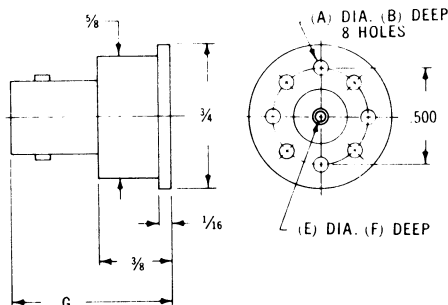 5/8
(A) DIA. (B) DEEP
8 HOLES
3/4
.500
1/16
(E) DIA. (F) DEEP
3/8
G